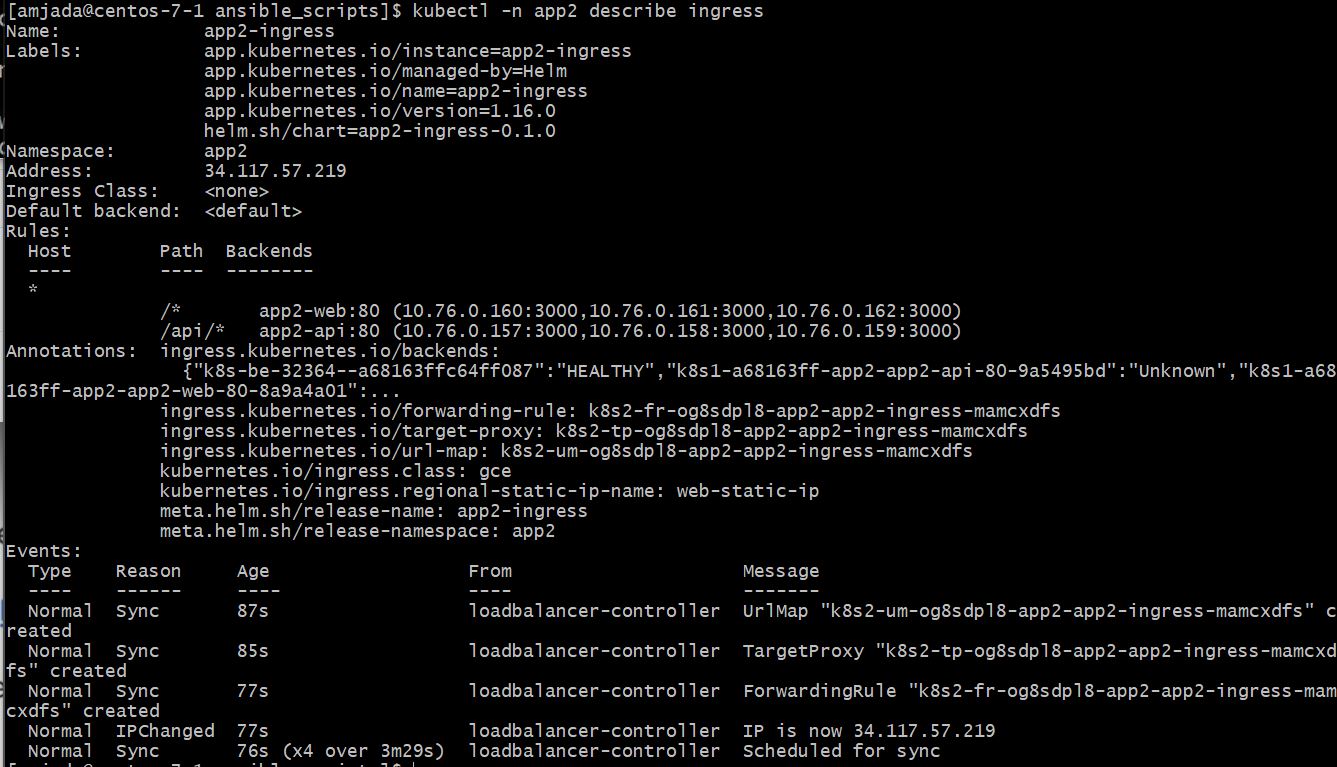 [amjada@centos-7-1 ansible_scripts]$ kubectl -n app2 describe ingress
Name:             app2-ingress
Labels:           app.kubernetes.io/instance=app2-ingress
                  app.kubernetes.io/managed-by=Helm
                  app.kubernetes.io/name=app2-ingress
                  app.kubernetes.io/version=1.16.0
                  helm.sh/chart=app2-ingress-0.1.0
Namespace:        app2
Address:          34.117.57.219
Ingress Class:    <none>
Default backend:  <default>
Rules:
  Host        Path  Backends
  ----        ----  --------
  *
              /*       app2-web:80 (10.76.0.160:3000,10.76.0.161:3000,10.76.0.162:3000)
              /api/*   app2-api:80 (10.76.0.157:3000,10.76.0.158:3000,10.76.0.159:3000)
Annotations:  ingress.kubernetes.io/backends:
                {"k8s-be-32364--a68163ffc64ff087":"HEALTHY","k8s1-a68163ff-app2-app2-api-80-9a5495bd":"Unknown","k8s1-a68
163ff-app2-app2-web-80-8a9a4a01":...
              ingress.kubernetes.io/forwarding-rule: k8s2-fr-og8sdpl8-app2-app2-ingress-mamcxdfs
              ingress.kubernetes.io/target-proxy: k8s2-tp-og8sdpl8-app2-app2-ingress-mamcxdfs
              ingress.kubernetes.io/url-map: k8s2-um-og8sdpl8-app2-app2-ingress-mamcxdfs
              kubernetes.io/ingress.class: gce
              kubernetes.io/ingress.regional-static-ip-name: web-static-ip
              meta.helm.sh/release-name: app2-ingress
              meta.helm.sh/release-namespace: app2
Events:
  Type    Reason     Age                  From                     Message
  ----    ------     ----                 ----                     -------
  Normal  Sync       87s                  loadbalancer-controller  UrlMap "k8s2-um-og8sdpl8-app2-app2-ingress-mamcxdfs" c
reated
  Normal  Sync       85s                  loadbalancer-controller  TargetProxy "k8s2-tp-og8sdpl8-app2-app2-ingress-mamcxd
fs" created
  Normal  Sync       77s                  loadbalancer-controller  ForwardingRule "k8s2-fr-og8sdpl8-app2-app2-ingress-mam
cxdfs" created
  Normal  IPChanged  77s                  loadbalancer-controller  IP is now 34.117.57.219
  Normal  Sync       76s (x4 over 3m29s)  loadbalancer-controller  Scheduled for sync